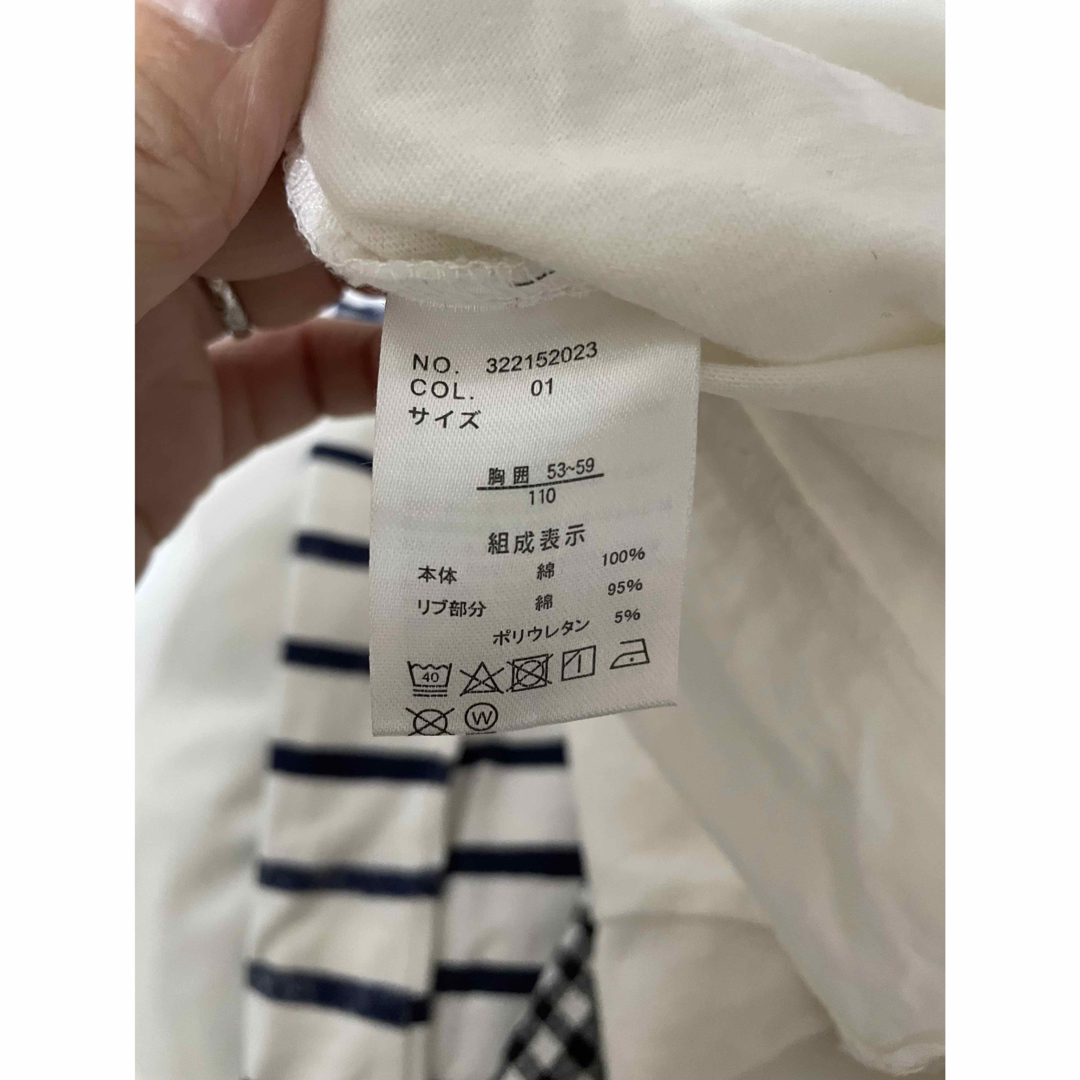 NO. 322152023
COL. 01
サイズ
胸囲 53~59
110
組成表示
本体 綿 100%
リブ部分 綿 95%
ポリウレタン 5%
40
W